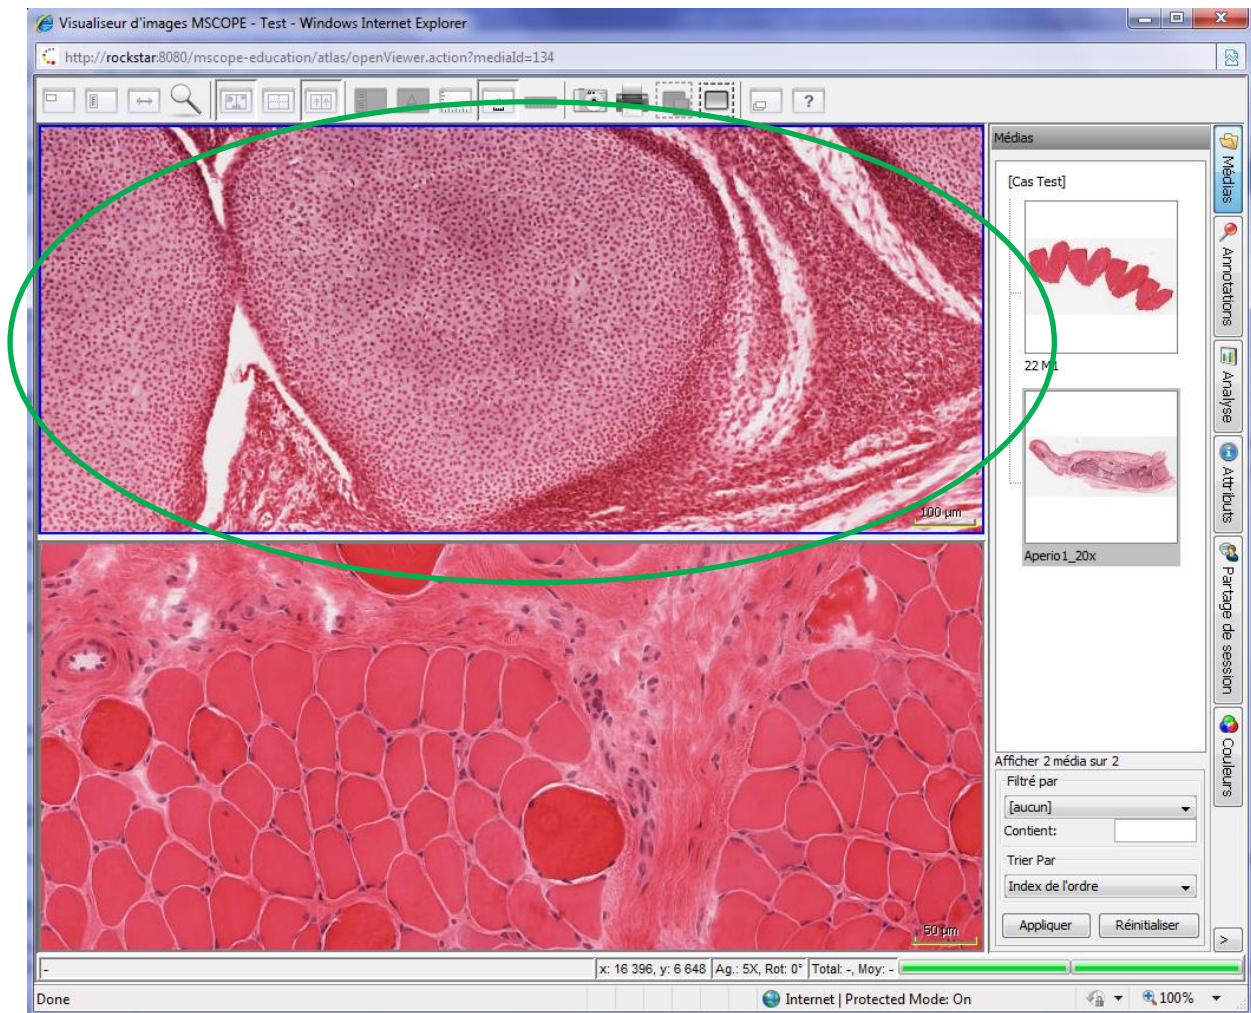 Visualiseur d'images MSCOPE - Test - Windows Internet Explorer
http://rockstar:8080/mscope-education/atlas/openViewer.action?mediaId=134
?
Médias
[Cas Test]
22 M1
Aperio1_20x
Médias
Annotations
Analyse
Attributs
Partage de session
Couleurs
>
100 µm
50 µm
Afficher 2 média sur 2
Filtré par
[aucun]
Contient:
Trier Par
Index de l'ordre
Appliquer
Réinitialiser
-
x: 16 396, y: 6 648
Ag.: 5X, Rot: 0°
Total: -, Moy: -
Done
Internet | Protected Mode: On
100%